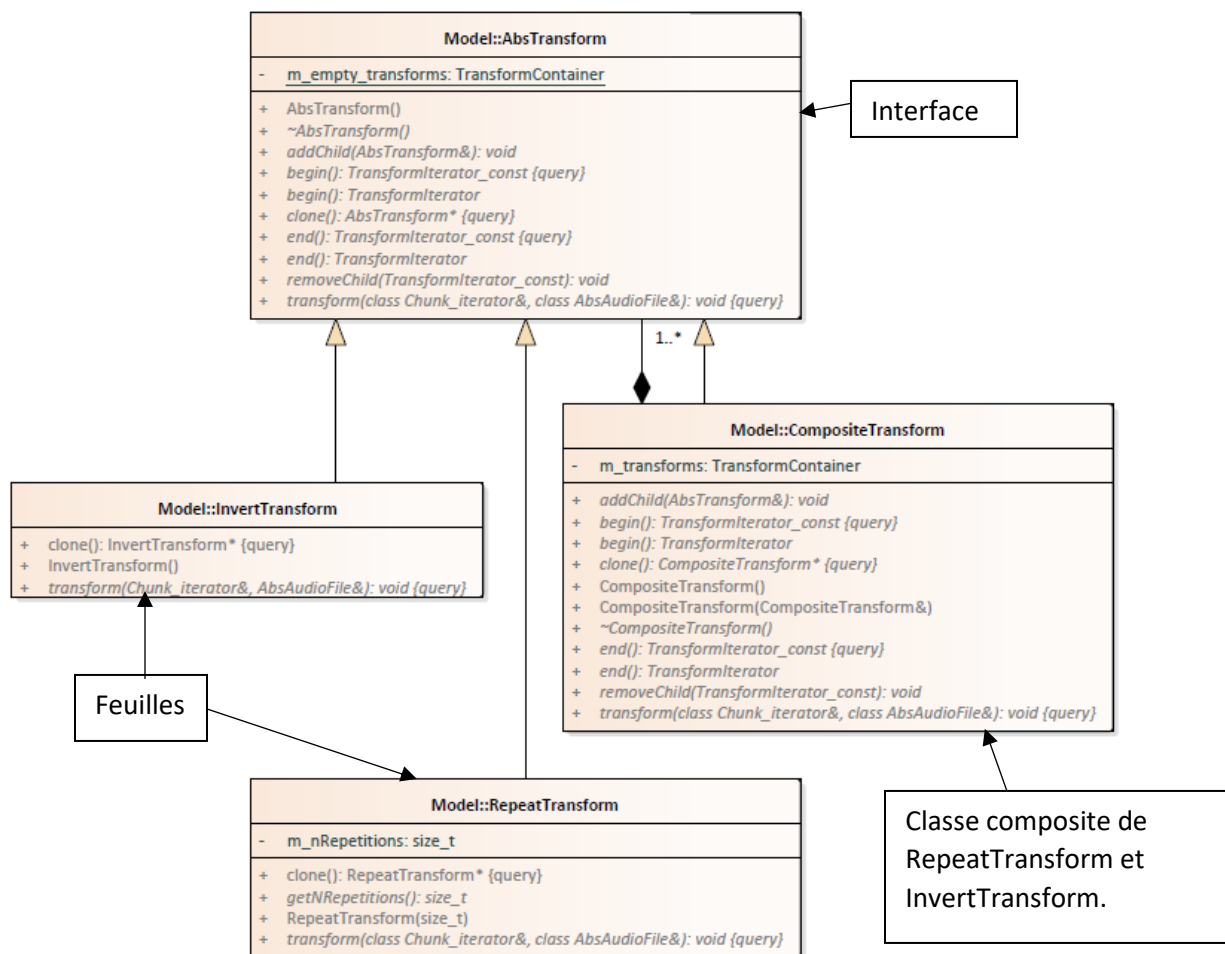 Model::AbsTransform
- m_empty_transforms: TransformContainer
+ AbsTransform()
+ ~AbsTransform()
+ addChild(AbsTransform&): void
+ begin(): TransformIterator_const {query}
+ begin(): TransformIterator
+ clone(): AbsTransform* {query}
+ end(): TransformIterator_const {query}
+ end(): TransformIterator
+ removeChild(TransformIterator_const): void
+ transform(class Chunk_iterator&, class AbsAudioFile&): void {query}
Interface
1..*
Model::CompositeTransform
- m_transforms: TransformContainer
+ addChild(AbsTransform&): void
+ begin(): TransformIterator_const {query}
+ begin(): TransformIterator
+ clone(): CompositeTransform* {query}
+ CompositeTransform()
+ CompositeTransform(CompositeTransform&)
+ ~CompositeTransform()
+ end(): TransformIterator_const {query}
+ end(): TransformIterator
+ removeChild(TransformIterator_const): void
+ transform(class Chunk_iterator&, class AbsAudioFile&): void {query}
Model::InvertTransform
+ clone(): InvertTransform* {query}
+ InvertTransform()
+ transform(Chunk_iterator&, AbsAudioFile&): void {query}
Feuilles
Model::RepeatTransform
- m_nRepetitions: size_t
+ clone(): RepeatTransform* {query}
+ getNRepetitions(): size_t
+ RepeatTransform(size_t)
+ transform(class Chunk_iterator&, class AbsAudioFile&): void {query}
Classe composite de
RepeatTransform et
InvertTransform.